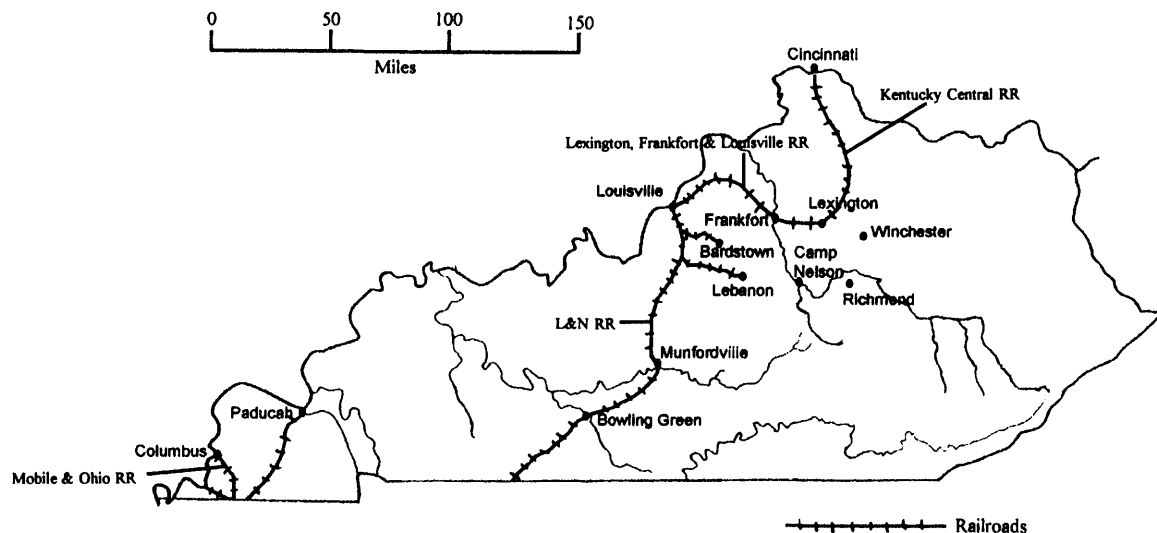 0 50 100 150
Miles
Cincinnati
Kentucky Central RR
Lexington, Frankfort & Louisville RR
Louisville
Lexington
Frankfort
Winchester
Bardstown
Camp
Nelson
Lebanon
Richmond
L&N RR
Munfordville
Paducah
Bowling Green
Columbus
Mobile & Ohio RR
Railroads